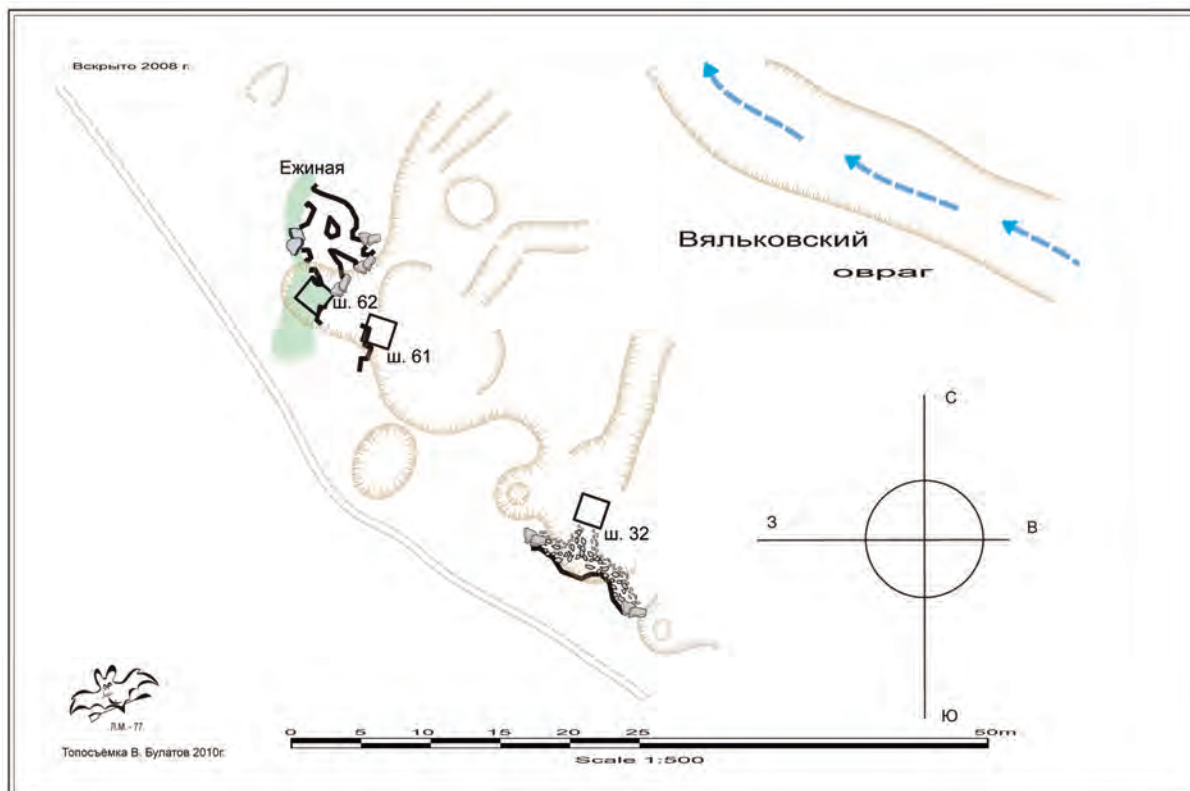 Вскрыто 2008 г.
Ежиная
Вяльковский
овраг
ш. 62
ш. 61
С
З
В
ш. 32
Ю
Л.М.- 77.
Топосъёмка В. Булатов 2010г.
0 5 10 15 20 25 50m
Scale 1:500